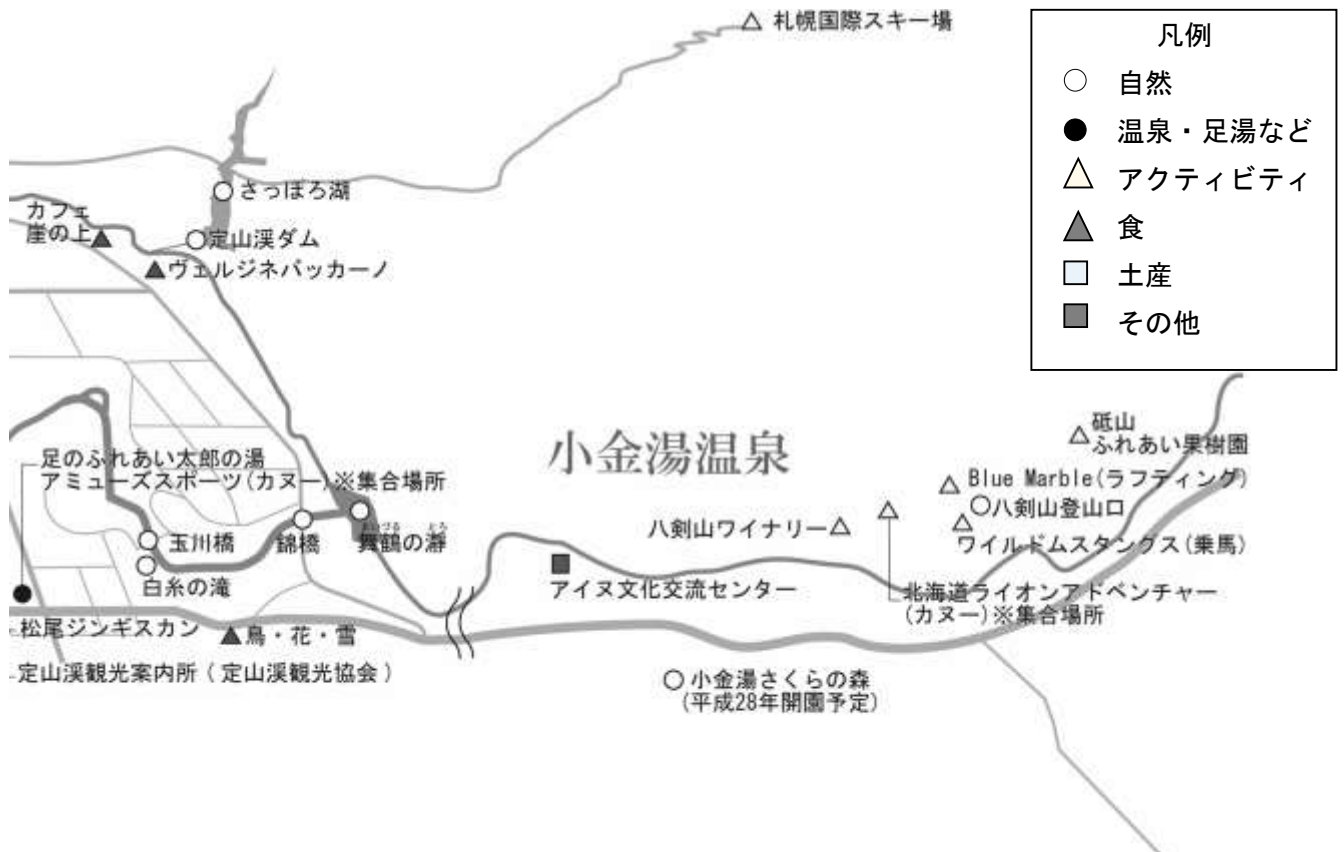 札幌国際スキー場
凡例
自然
温泉・足湯など
アクティビティ
食
土産
その他
さっぽろ湖
カフェ
崖の上
定山渓ダム
ヴェルジネバッカーノ
足のふれあい太郎の湯
アミューズスポーツ(カヌー)※集合場所
小金湯温泉
砥山
ふれあい果樹園
Blue Marble(ラフティング)
八剣山登山口
ワイルドムスタングス(乗馬)
八剣山ワイナリー
玉川橋
錦橋
まいづる とろ
舞鶴の瀞
白糸の滝
アイヌ文化交流センター
北海道ライオンアドベンチャー
(カヌー)※集合場所
松尾ジンギスカン
鳥・花・雪
定山渓観光案内所(定山渓観光協会)
小金湯さくらの森
(平成28年開園予定)